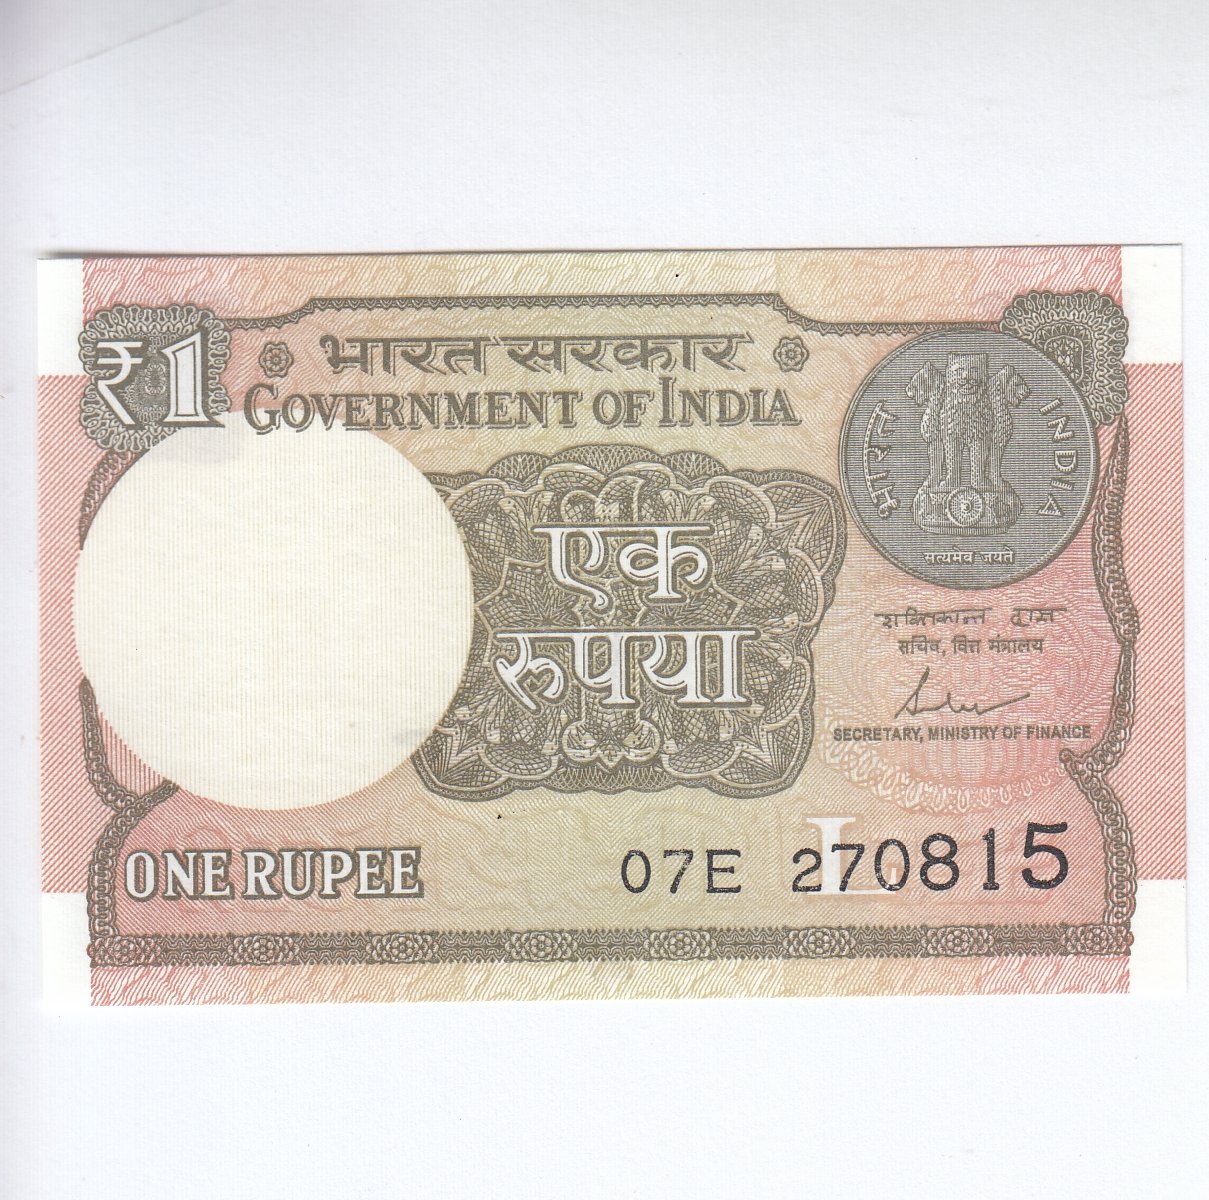 ₹1
भारत सरकार
GOVERNMENT OF INDIA
भारत
INDIA
सत्यमेव जयते
एक
रुपया
शक्तिकान्त दास
सचिव, वित्त मंत्रालय
SECRETARY, MINISTRY OF FINANCE
ONE RUPEE
L
07E 270815